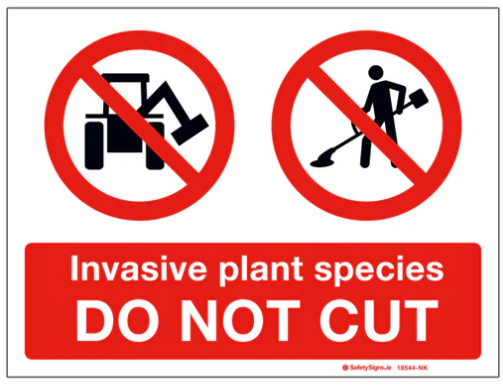 Invasive plant species
DO NOT CUT
SafetySigns.ie 18544-NK